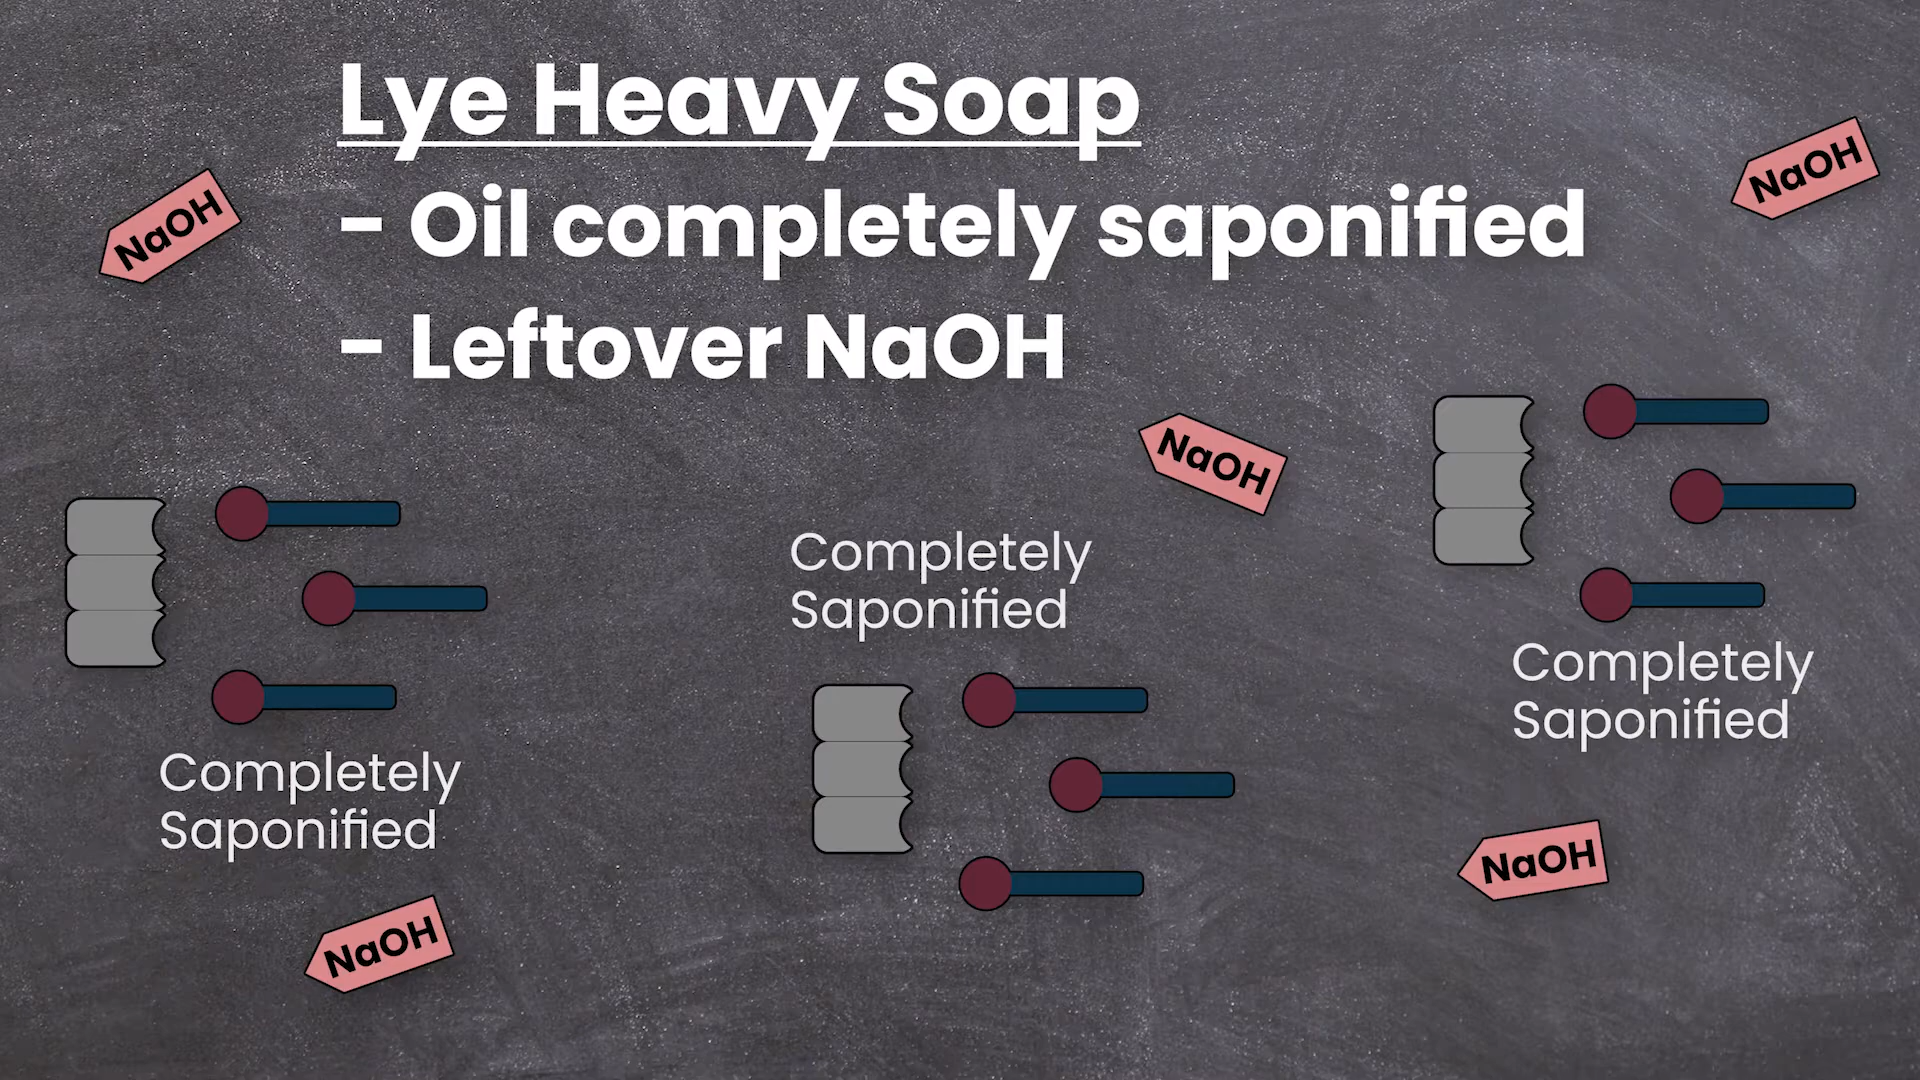 Lye Heavy Soap
- Oil completely saponified
- Leftover NaOH
NaOH
NaOH
NaOH
Completely
Saponified
Completely
Saponified
Completely
Saponified
NaOH
NaOH